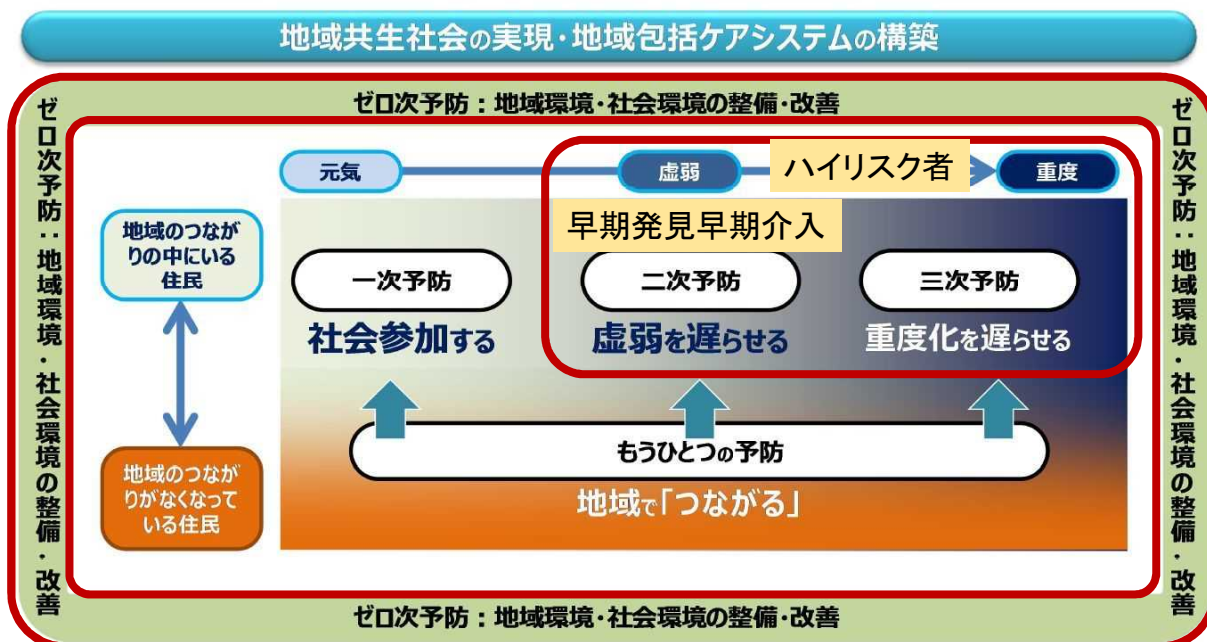 地域共生社会の実現・地域包括ケアシステムの構築
ゼロ次予防：地域環境・社会環境の整備・改善
ゼロ次予防：地域環境・社会環境の整備・改善
ゼロ次予防：地域環境・社会環境の整備・改善
元気
虚弱
ハイリスク者
重度
早期発見早期介入
地域のつなが
りの中にいる
住民
一次予防
二次予防
三次予防
社会参加する
虚弱を遅らせる
重度化を遅らせる
もうひとつの予防
地域で「つながる」
地域のつなが
りがなくなって
いる住民
ゼロ次予防：地域環境・社会環境の整備・改善